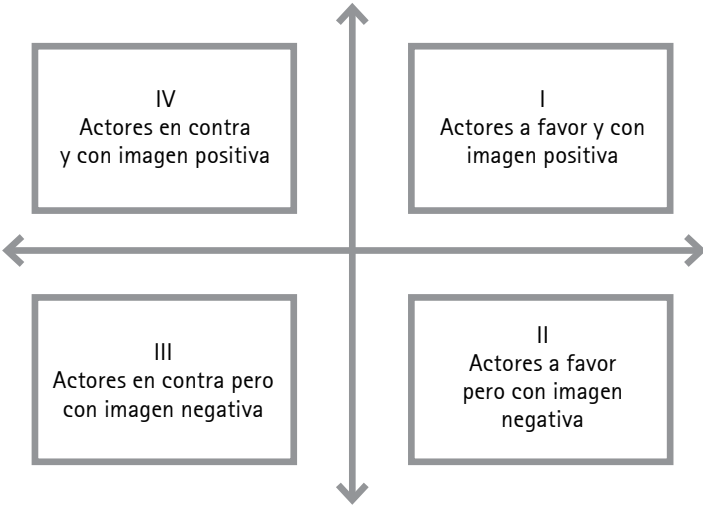 IV
Actores en contra
y con imagen positiva
I
Actores a favor y con
imagen positiva
III
Actores en contra pero
con imagen negativa
II
Actores a favor
pero con imagen
negativa